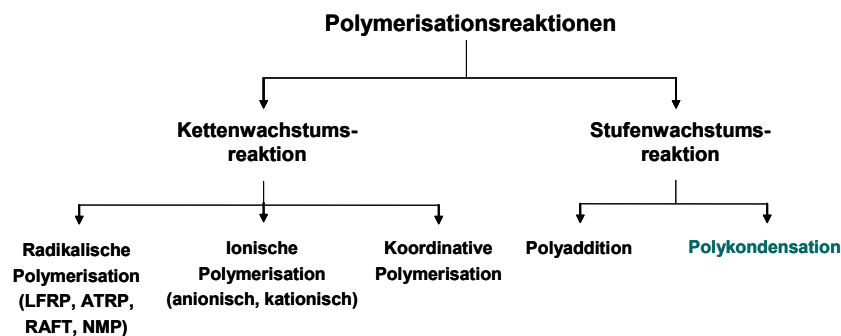 Polymerisationsreaktionen
Kettenwachstums-
reaktion
Stufenwachstums-
reaktion
Radikalische
Polymerisation
(LFRP, ATRP,
RAFT, NMP)
Ionische
Polymerisation
(anionisch, kationisch)
Koordinative
Polymerisation
Polyaddition
Polykondensation